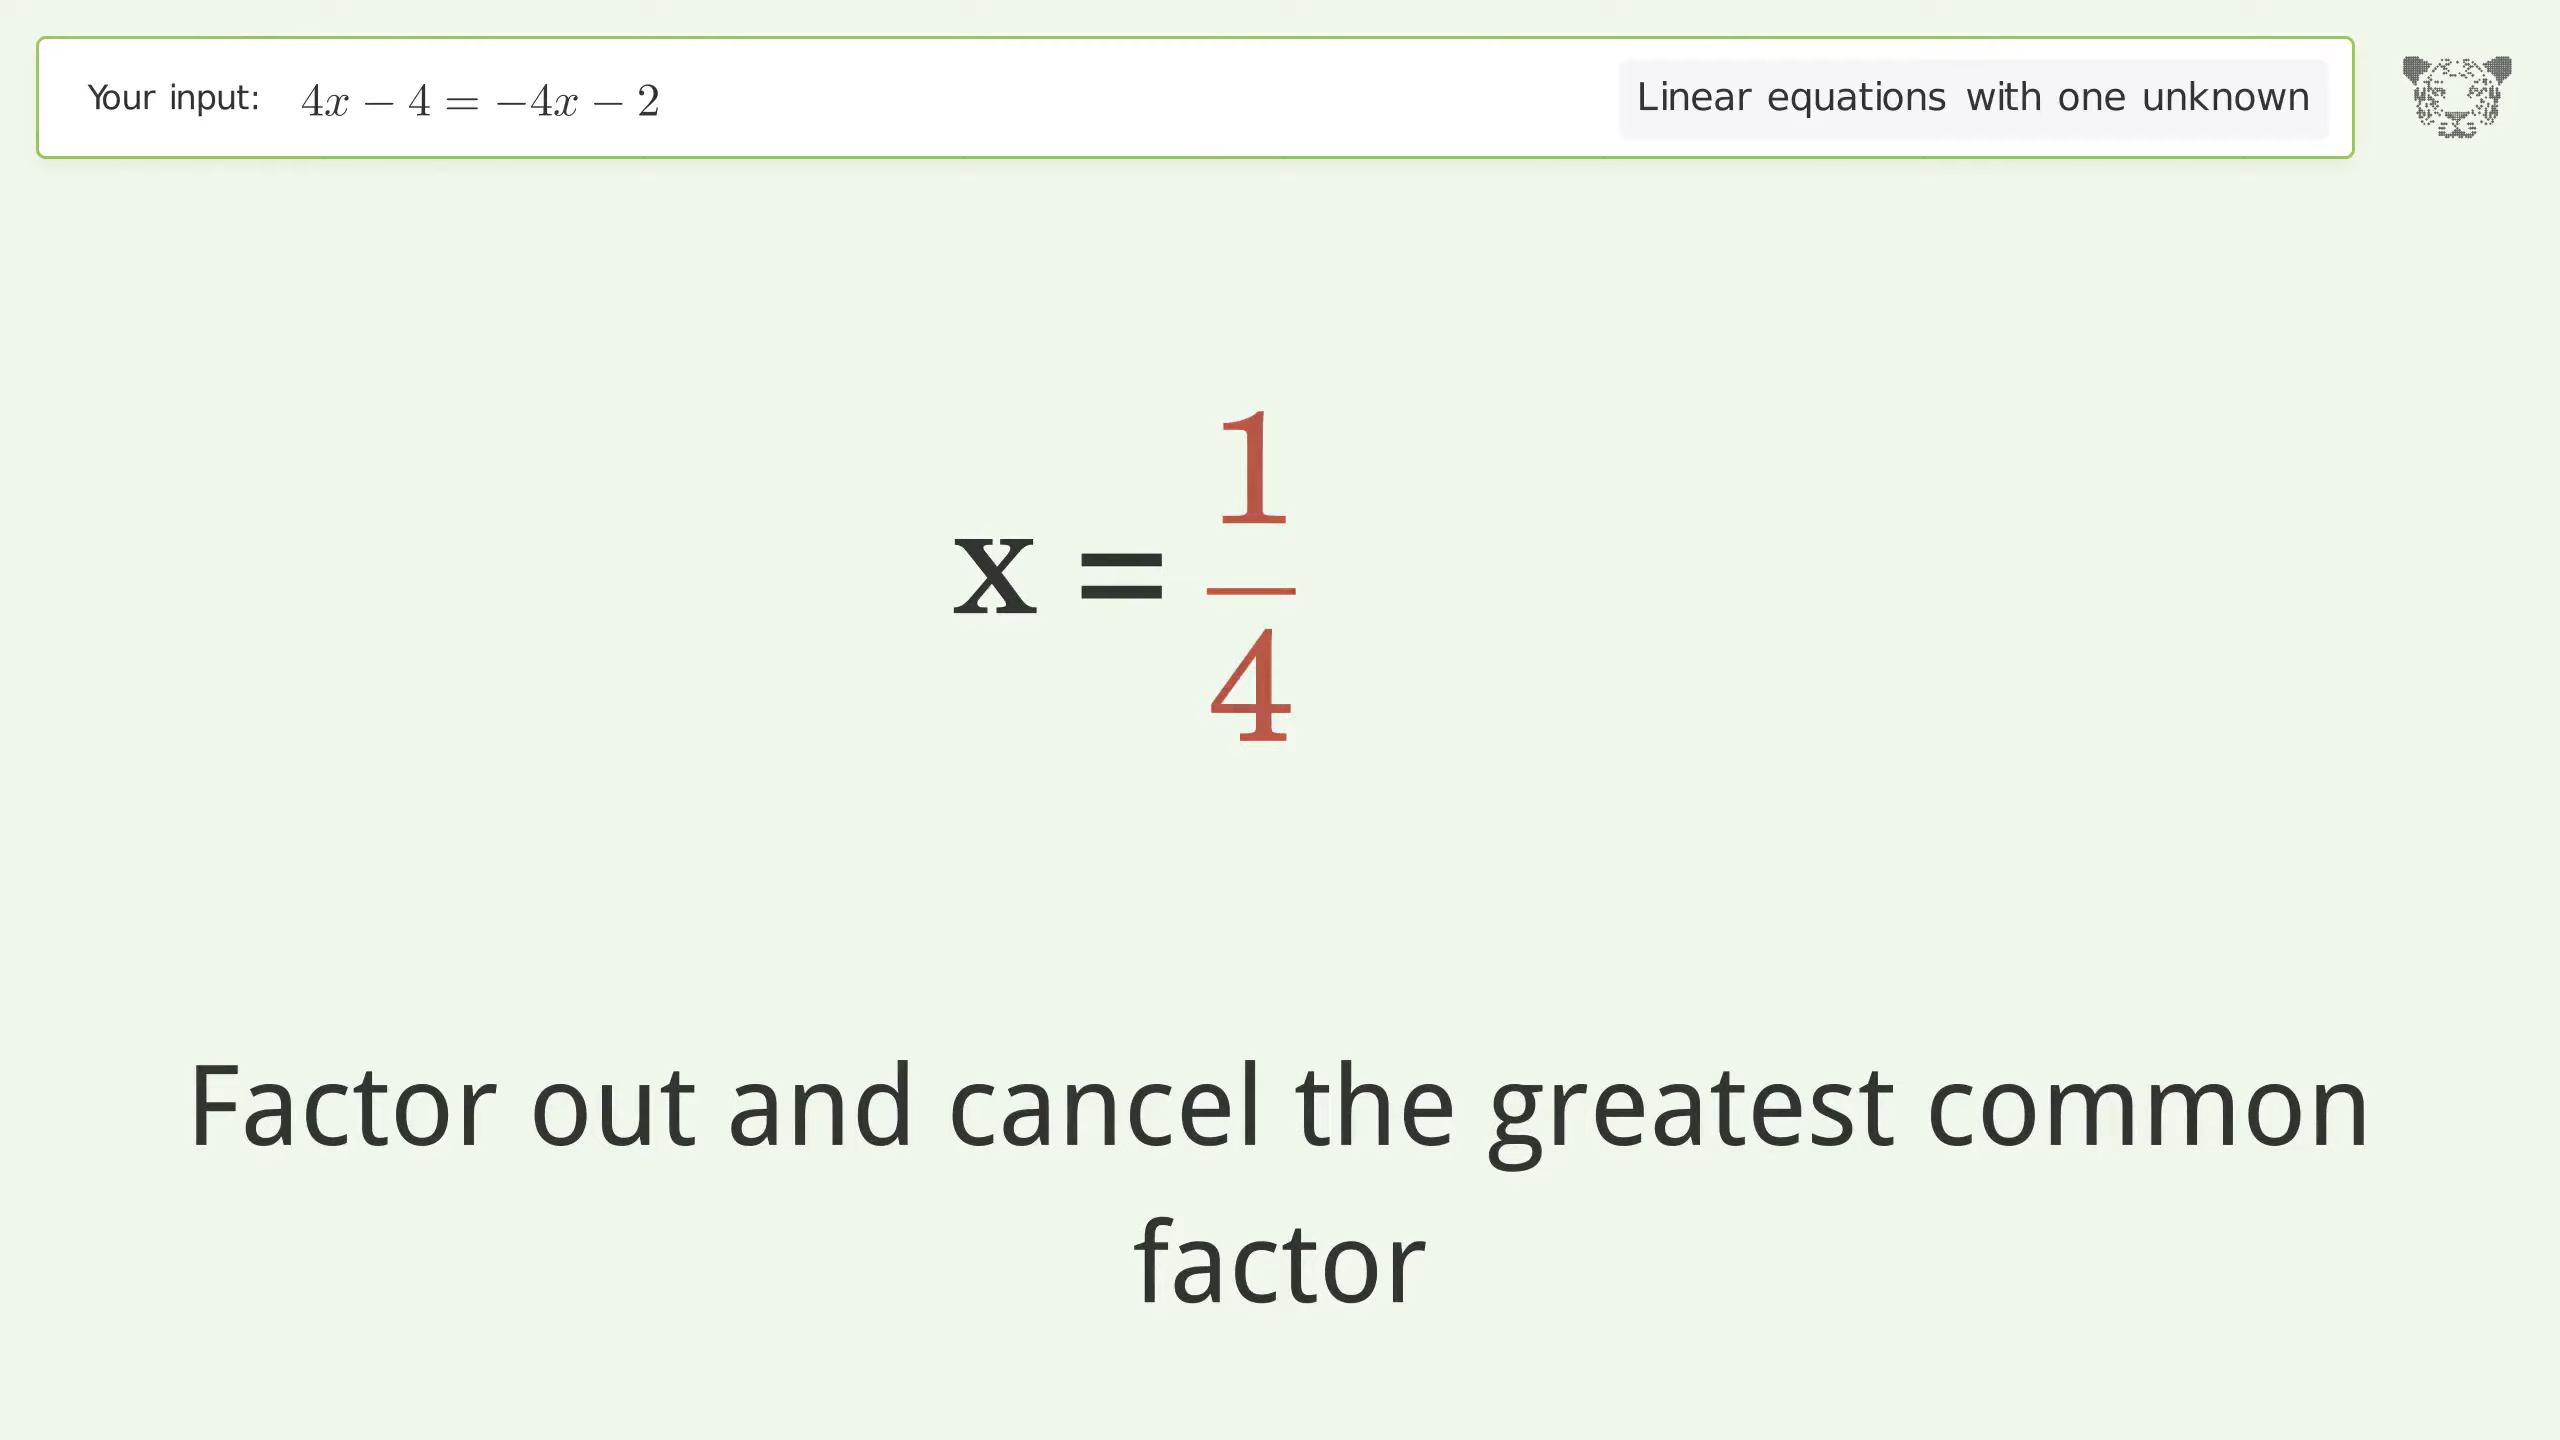 Your input: 4x − 4 = −4x − 2
Linear equations with one unknown
x = 1/4
Factor out and cancel the greatest common
factor